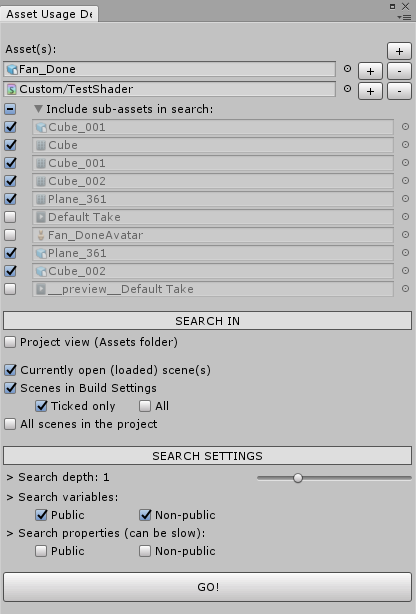 Asset Usage De
Asset(s):
+
Fan_Done
+ -
Custom/TestShader
+ -
Include sub-assets in search:
Cube_001
Cube
Cube_001
Cube_002
Plane_361
Default Take
Fan_DoneAvatar
Plane_361
Cube_002
__preview__Default Take
SEARCH IN
Project view (Assets folder)
Currently open (loaded) scene(s)
Scenes in Build Settings
Ticked only All
All scenes in the project
SEARCH SETTINGS
> Search depth: 1
> Search variables:
Public Non-public
> Search properties (can be slow):
Public Non-public
GO!